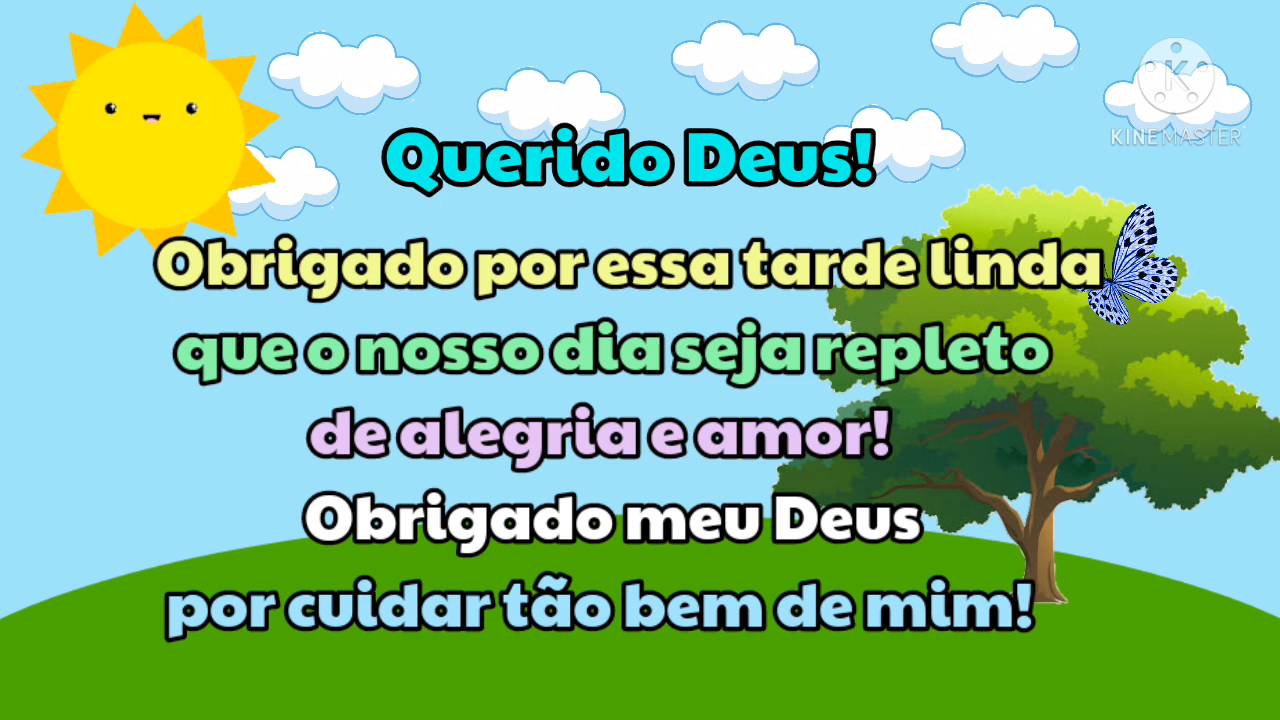 KINEMASTER
Querido Deus!
Obrigado por essa tarde linda
que o nosso dia seja repleto
de alegria e amor!
Obrigado meu Deus
por cuidar tão bem de mim!